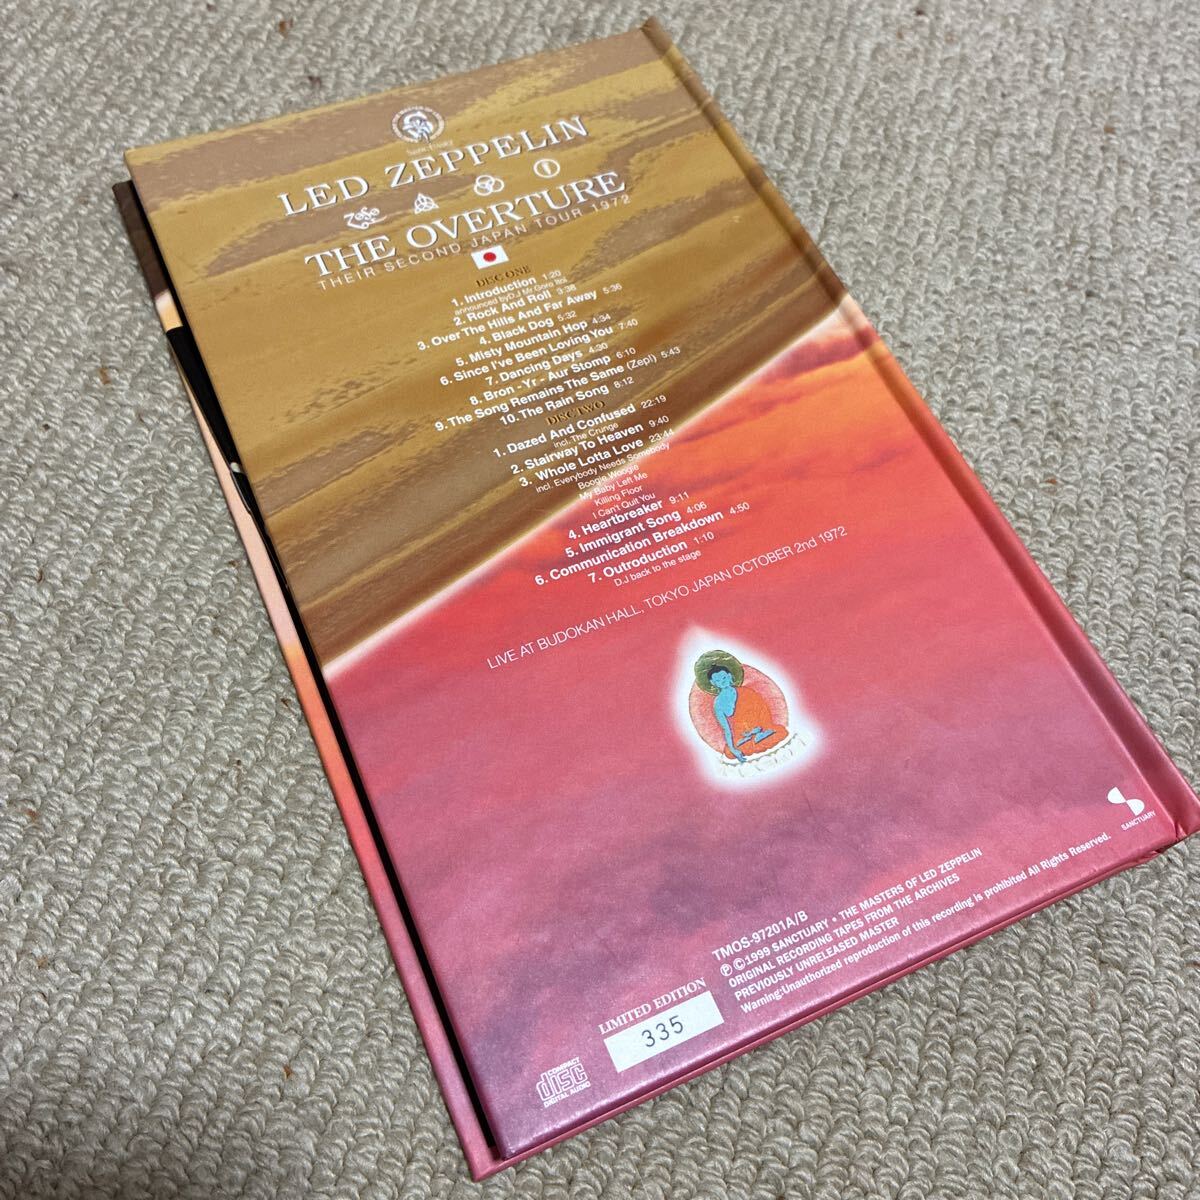 SANCTUARY
LED ZEPPELIN
THE OVERTURE
THEIR SECOND JAPAN TOUR 1972
DISC ONE
1. Introduction 1:20
announced by D.J Mr Goro Itoi
2. Rock And Roll 3:38
3. Over The Hills And Far Away 5:36
4. Black Dog 5:32
5. Misty Mountain Hop 4:34
6. Since I've Been Loving You 7:40
7. Dancing Days 4:30
8. Bron - Yr - Aur Stomp 6:10
9. The Song Remains The Same (Zepl) 5:43
10. The Rain Song 8:12
DISC TWO
1. Dazed And Confused 22:19
incl. The Crunge
2. Stairway To Heaven 9:40
3. Whole Lotta Love 23:44
incl. Everybody Needs Somebody
Boogie Woogie
My Baby Left Me
Killing Floor
I Can't Quit You
4. Heartbreaker 9:11
5. Immigrant Song 4:06
6. Communication Breakdown 4:50
7. Outroduction 1:10
D.J back to the stage
LIVE AT BUDOKAN HALL, TOKYO JAPAN OCTOBER 2nd 1972
SANCTUARY
TMOS-97201A/B
℗©1999 SANCTUARY • THE MASTERS OF LED ZEPPELIN
ORIGINAL RECORDING TAPES FROM THE ARCHIVES
PREVIOUSLY UNRELEASED MASTER
Warning:Unauthorized reproduction of this recording is prohibited All Rights Reserved.
LIMITED EDITION
335
COMPACT
disc
DIGITAL AUDIO